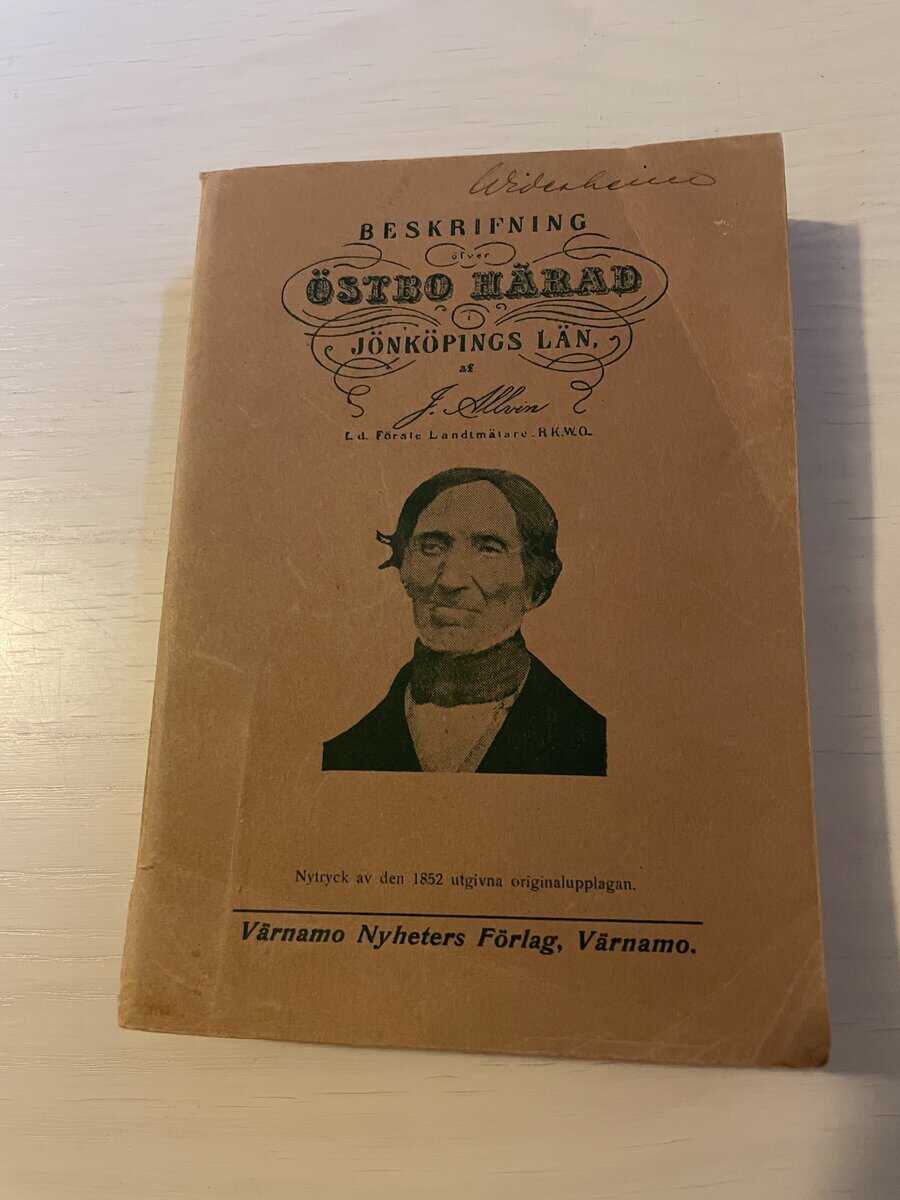 Widerheim
BESKRIFNING
öfver
ÖSTBO HÄRAD
i
JÖNKÖPINGS LÄN,
af
J. Allvin
f. d. Förste Landtmätare. R.K.W.O.
Nytryck av den 1852 utgivna originalupplagan.
Värnamo Nyheters Förlag, Värnamo.